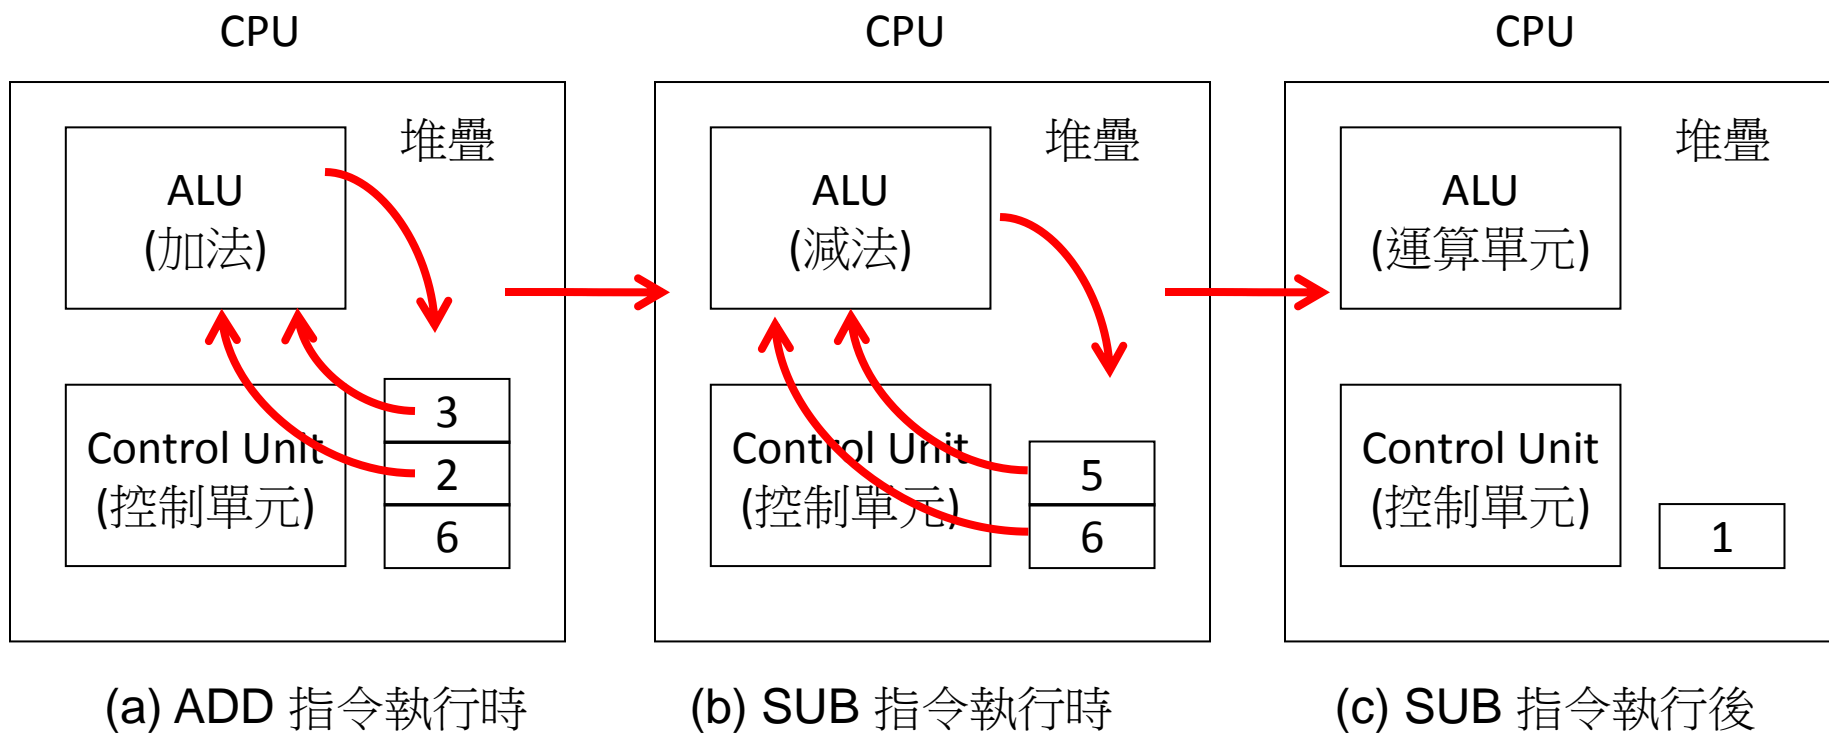 CPU
堆疊
ALU
(加法)
3
Control Unit
2
(控制單元)
6
(a) ADD 指令執行時
CPU
堆疊
ALU
(減法)
Control Unit
5
(控制單元)
6
(b) SUB 指令執行時
CPU
堆疊
ALU
(運算單元)
Control Unit
(控制單元)
1
(c) SUB 指令執行後